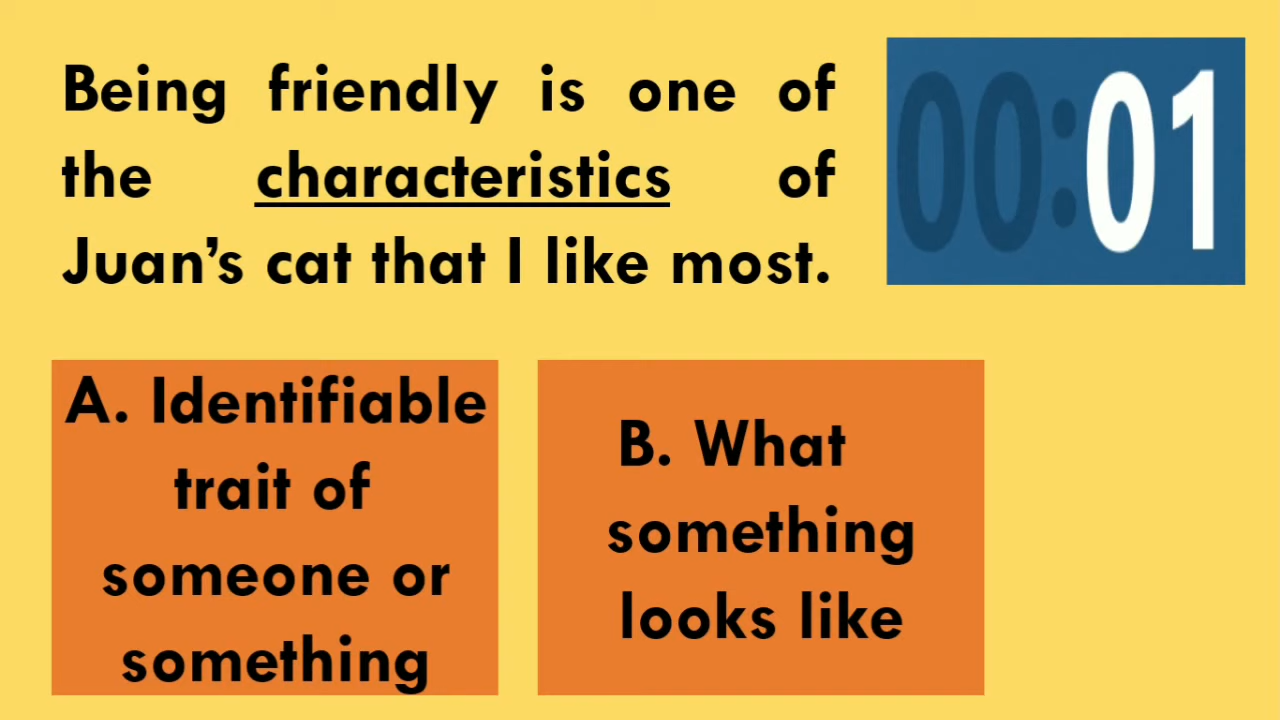 Being friendly is one of
the characteristics of
Juan's cat that I like most.
00:01
A. Identifiable
trait of
someone or
something
B. What
something
looks like